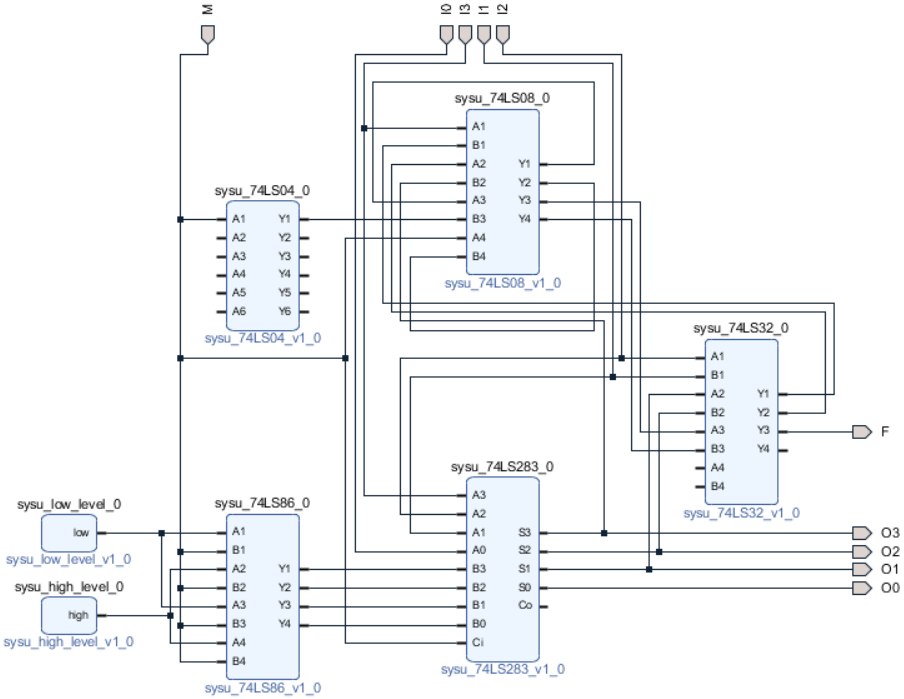 M
I0
I3
I1
I2
sysu_74LS08_0
A1
B1
A2
B2
A3
B3
A4
B4
Y1
Y2
Y3
Y4
sysu_74LS08_v1_0
sysu_74LS04_0
A1
A2
A3
A4
A5
A6
Y1
Y2
Y3
Y4
Y5
Y6
sysu_74LS04_v1_0
sysu_74LS32_0
A1
B1
A2
B2
A3
B3
A4
B4
Y1
Y2
Y3
Y4
sysu_74LS32_v1_0
F
sysu_low_level_0
low
sysu_low_level_v1_0
sysu_high_level_0
high
sysu_high_level_v1_0
sysu_74LS86_0
A1
B1
A2
B2
A3
B3
A4
B4
Y1
Y2
Y3
Y4
sysu_74LS86_v1_0
sysu_74LS283_0
A3
A2
A1
A0
B3
B2
B1
B0
Ci
S3
S2
S1
S0
Co
sysu_74LS283_v1_0
O3
O2
O1
O0